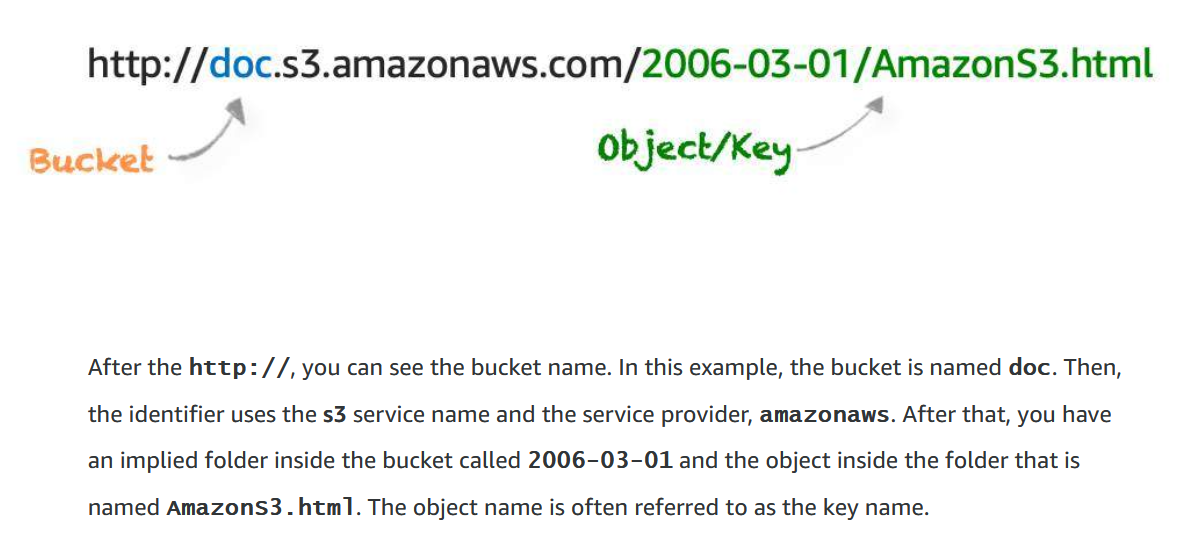 http://doc.s3.amazonaws.com/2006-03-01/AmazonS3.html
Bucket
Object/Key
After the http://, you can see the bucket name. In this example, the bucket is named doc. Then,
the identifier uses the s3 service name and the service provider, amazonaws. After that, you have
an implied folder inside the bucket called 2006-03-01 and the object inside the folder that is
named AmazonS3.html. The object name is often referred to as the key name.